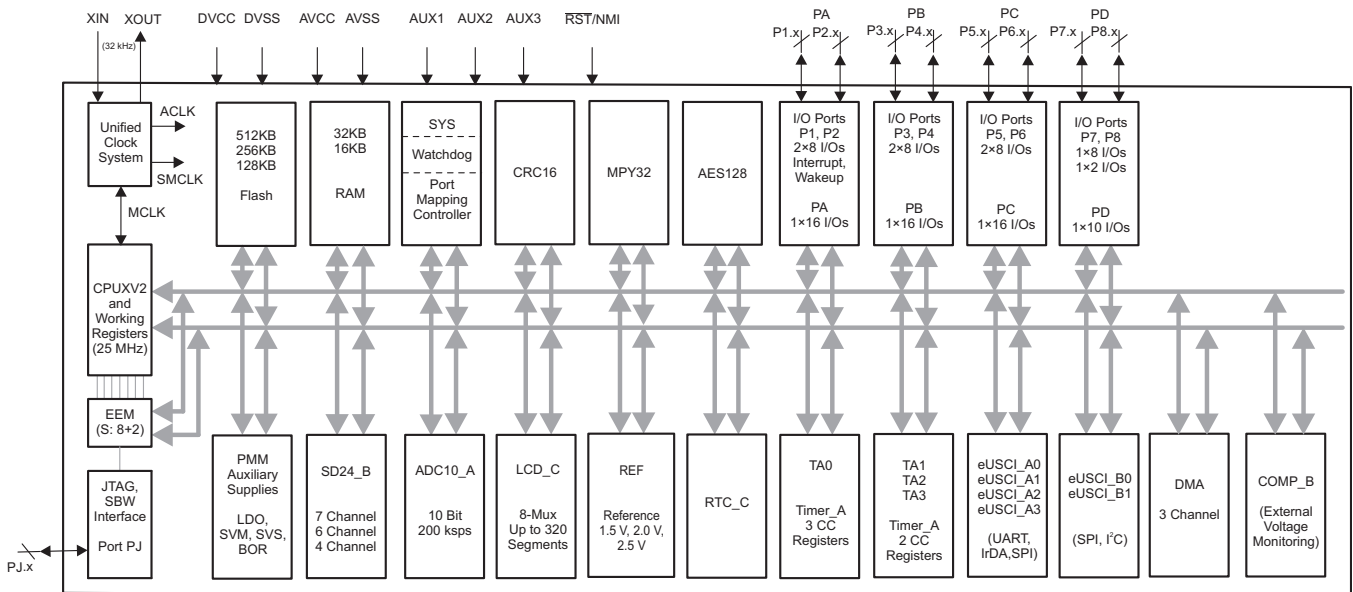 XIN
XOUT
(32 kHz)
DVCC
DVSS
AVCC
AVSS
AUX1
AUX2
AUX3
RST/NMI
PA
P1.x
P2.x
PB
P3.x
P4.x
PC
P5.x
P6.x
PD
P7.x
P8.x
Unified
Clock
System
ACLK
SMCLK
MCLK
512KB
256KB
128KB
Flash
32KB
16KB
RAM
SYS
Watchdog
Port
Mapping
Controller
CRC16
MPY32
AES128
I/O Ports
P1, P2
2×8 I/Os
Interrupt,
Wakeup
PA
1×16 I/Os
I/O Ports
P3, P4
2×8 I/Os
PB
1×16 I/Os
I/O Ports
P5, P6
2×8 I/Os
PC
1×16 I/Os
I/O Ports
P7, P8
1×8 I/Os
1×2 I/Os
PD
1×10 I/Os
CPUXV2
and
Working
Registers
(25 MHz)
EEM
(S: 8+2)
JTAG,
SBW
Interface
Port PJ
PJ.x
PMM
Auxiliary
Supplies
LDO,
SVM, SVS,
BOR
SD24_B
7 Channel
6 Channel
4 Channel
ADC10_A
10 Bit
200 ksps
LCD_C
8-Mux
Up to 320
Segments
REF
Reference
1.5 V, 2.0 V,
2.5 V
RTC_C
TA0
Timer_A
3 CC
Registers
TA1
TA2
TA3
Timer_A
2 CC
Registers
eUSCI_A0
eUSCI_A1
eUSCI_A2
eUSCI_A3
(UART,
IrDA,SPI)
eUSCI_B0
eUSCI_B1
(SPI, I²C)
DMA
3 Channel
COMP_B
(External
Voltage
Monitoring)